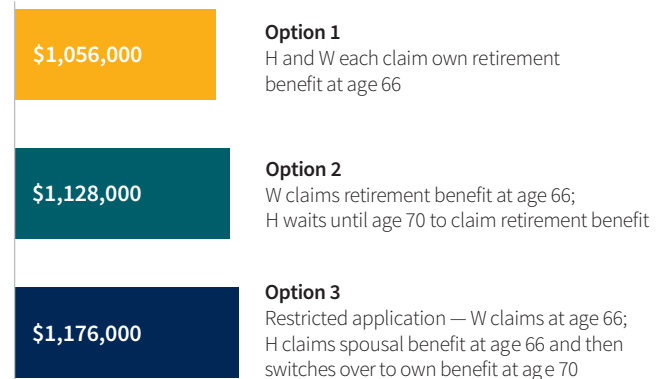 $1,056,000
Option 1
H and W each claim own retirement
benefit at age 66
$1,128,000
Option 2
W claims retirement benefit at age 66;
H waits until age 70 to claim retirement benefit
$1,176,000
Option 3
Restricted application — W claims at age 66;
H claims spousal benefit at age 66 and then
switches over to own benefit at age 70